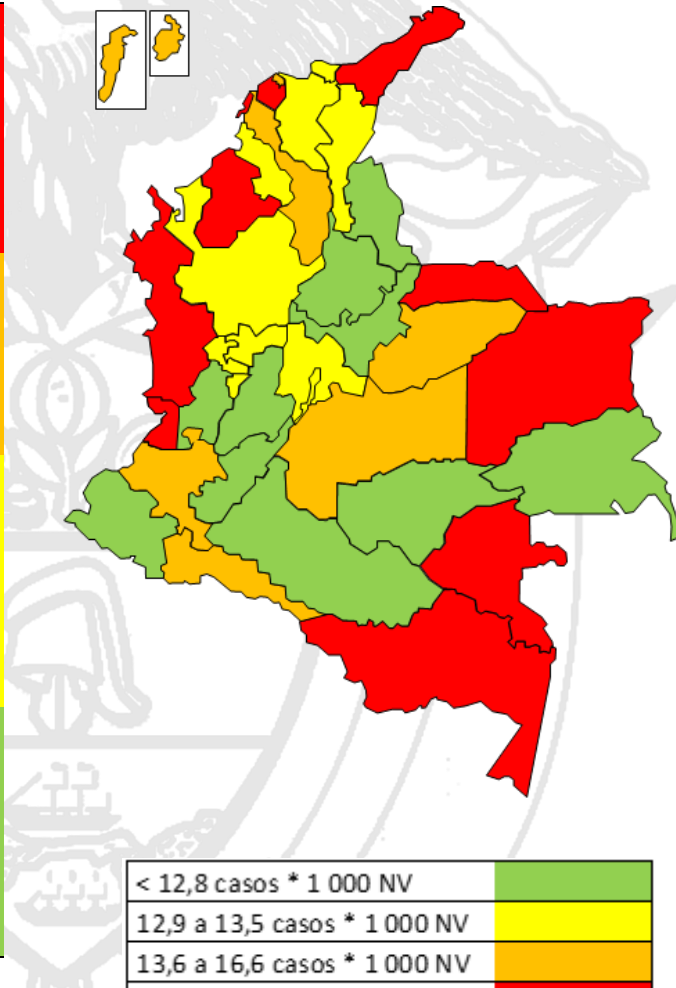 < 12,8 casos * 1 000 NV
12,9 a 13,5 casos * 1 000 NV
13,6 a 16,6 casos * 1 000 NV